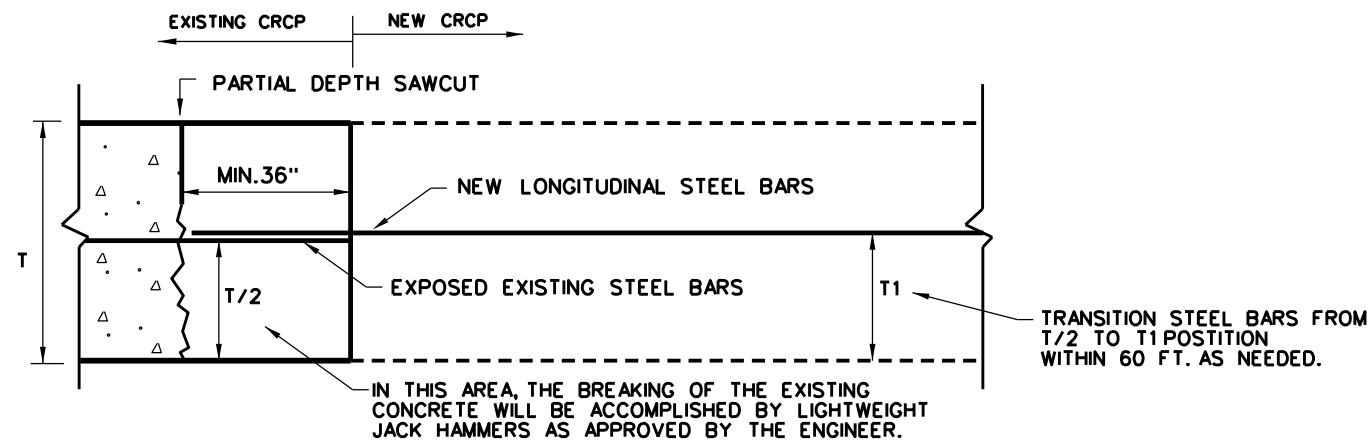 EXISTING CRCP
NEW CRCP
PARTIAL DEPTH SAWCUT
MIN.36"
NEW LONGITUDINAL STEEL BARS
T
T/2
EXPOSED EXISTING STEEL BARS
T1
TRANSITION STEEL BARS FROM
T/2 TO T1 POSTITION
WITHIN 60 FT. AS NEEDED.
IN THIS AREA, THE BREAKING OF THE EXISTING
CONCRETE WILL BE ACCOMPLISHED BY LIGHTWEIGHT
JACK HAMMERS AS APPROVED BY THE ENGINEER.